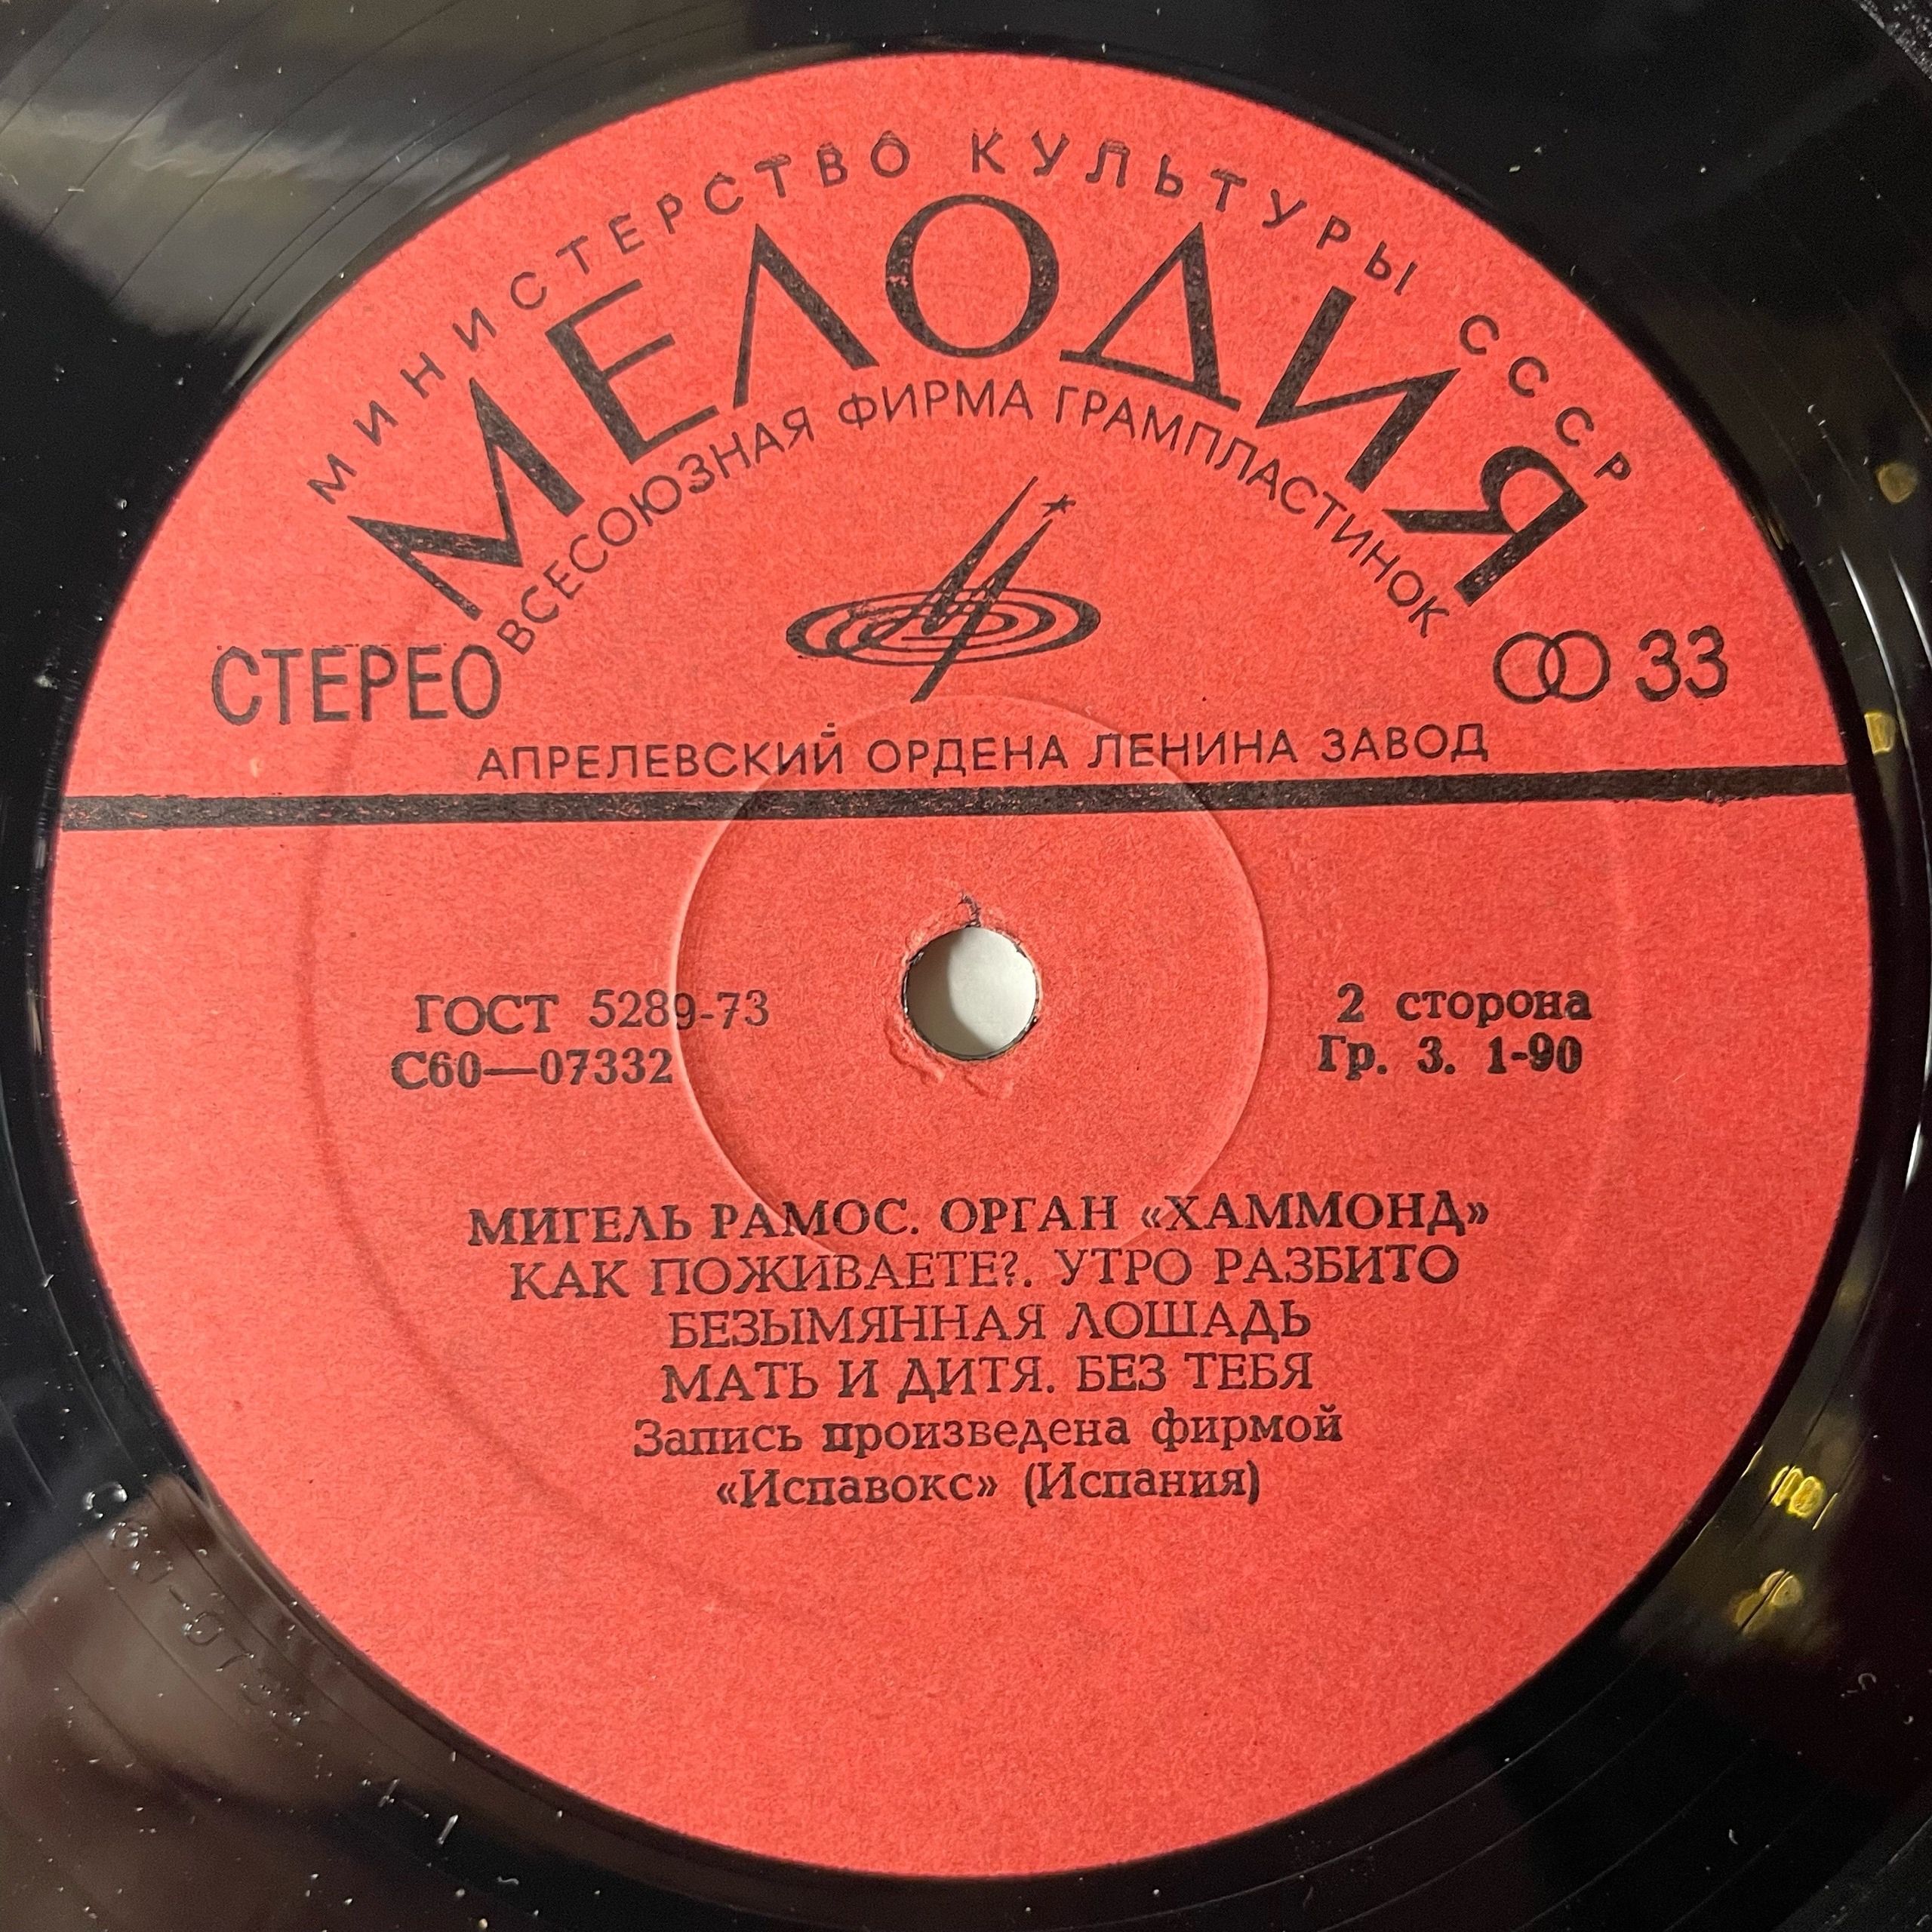 МИНИСТЕРСТВО КУЛЬТУРЫ СССР
МЕЛОДИЯ
ВСЕСОЮЗНАЯ ФИРМА ГРАМПЛАСТИНОК
СТЕРЕО
33
АПРЕЛЕВСКИЙ ОРДЕНА ЛЕНИНА ЗАВОД
ГОСТ 5289-73
С60—07332
2 сторона
Гр. 3. 1-90
МИГЕЛЬ РАМОС. ОРГАН «ХАММОНД»
КАК ПОЖИВАЕТЕ?. УТРО РАЗБИТО
БЕЗЫМЯННАЯ ЛОШАДЬ
МАТЬ И ДИТЯ. БЕЗ ТЕБЯ
Запись произведена фирмой
«Испавокс» (Испания)